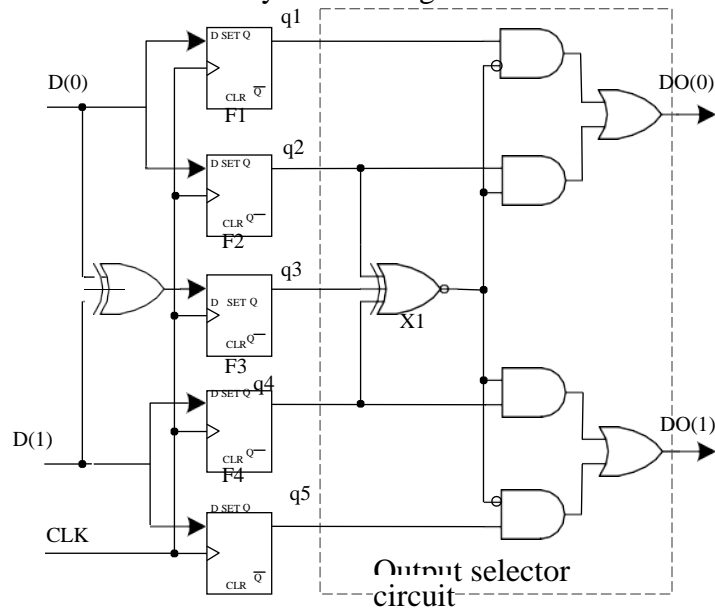 q1
D SET Q
D(0)
DO(0)
CLR Q
F1
q2
D SET Q
CLR Q
F2
q3
D SET Q
X1
CLR Q
F3
q4
D SET Q
DO(1)
D(1)
CLR Q
F4
q5
D SET Q
CLK
Output selector
CLR Q
circuit